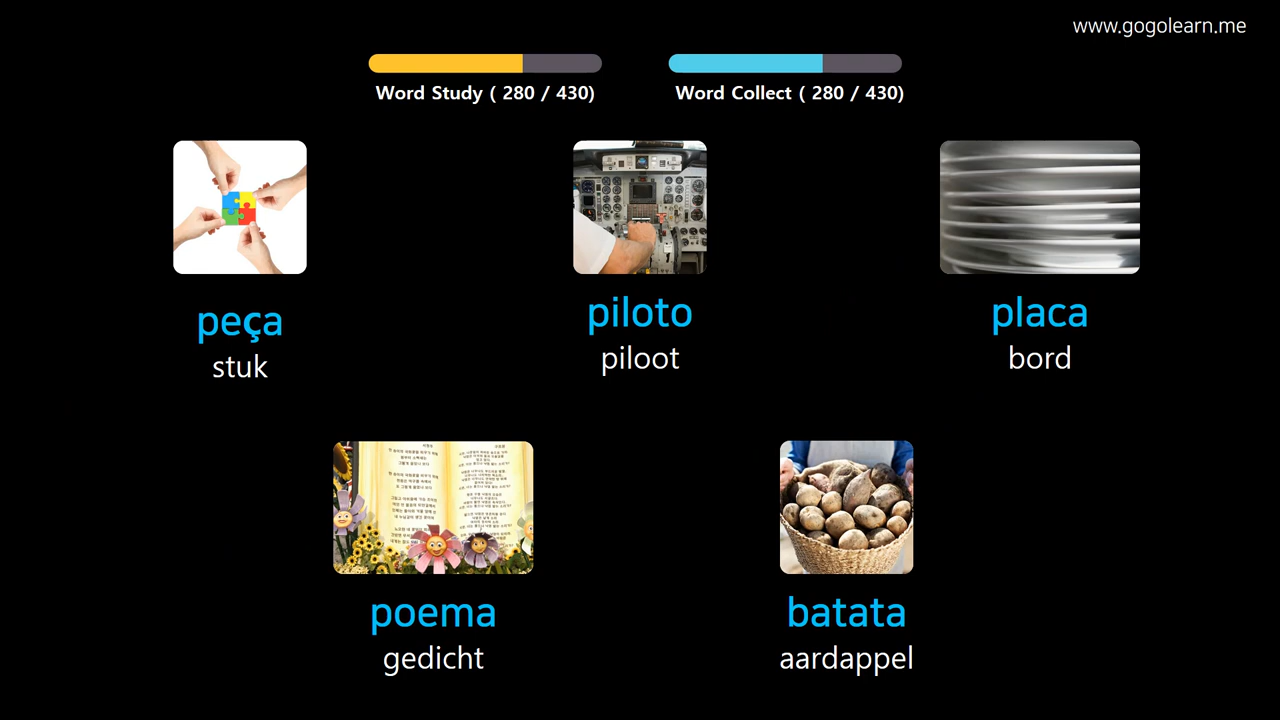 www.gogolearn.me
Word Study ( 280 / 430)
Word Collect ( 280 / 430)
peça
stuk
piloto
piloot
placa
bord
poema
gedicht
batata
aardappel